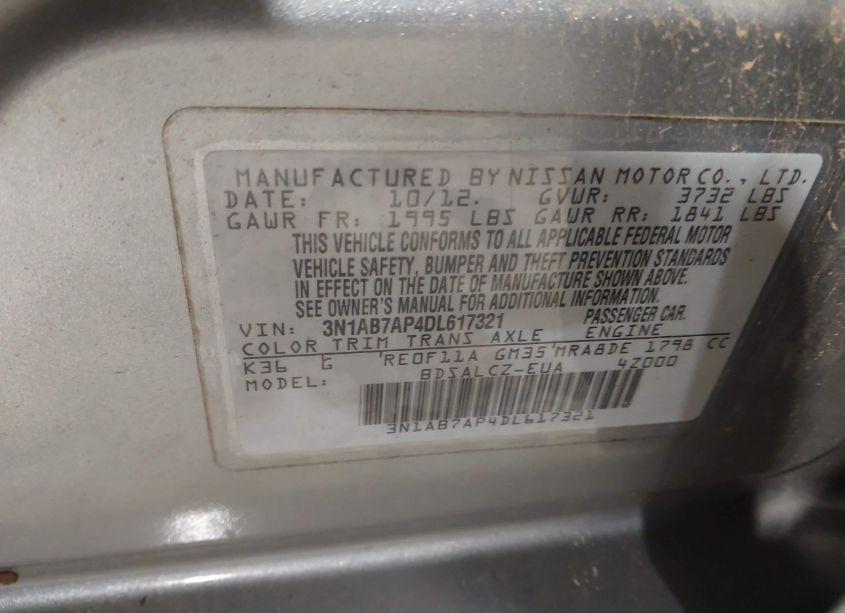 MANUFACTURED BY NISSAN MOTOR CO., LTD.
DATE: 10/12. GVWR: 3732 LBS
GAWR FR: 1995 LBS GAWR RR: 1841 LBS
THIS VEHICLE CONFORMS TO ALL APPLICABLE FEDERAL MOTOR
VEHICLE SAFETY, BUMPER AND THEFT PREVENTION STANDARDS
IN EFFECT ON THE DATE OF MANUFACTURE SHOWN ABOVE.
SEE OWNER'S MANUAL FOR ADDITIONAL INFORMATION.
VIN: 3N1AB7AP4DL617321 PASSENGER CAR.
COLOR TRIM TRANS AXLE ENGINE
K36 G RE0F11A GM35 MRA8DE 1798 CC
MODEL: BDSALCZ-EUA 4Z000
3N1AB7AP4DL617321